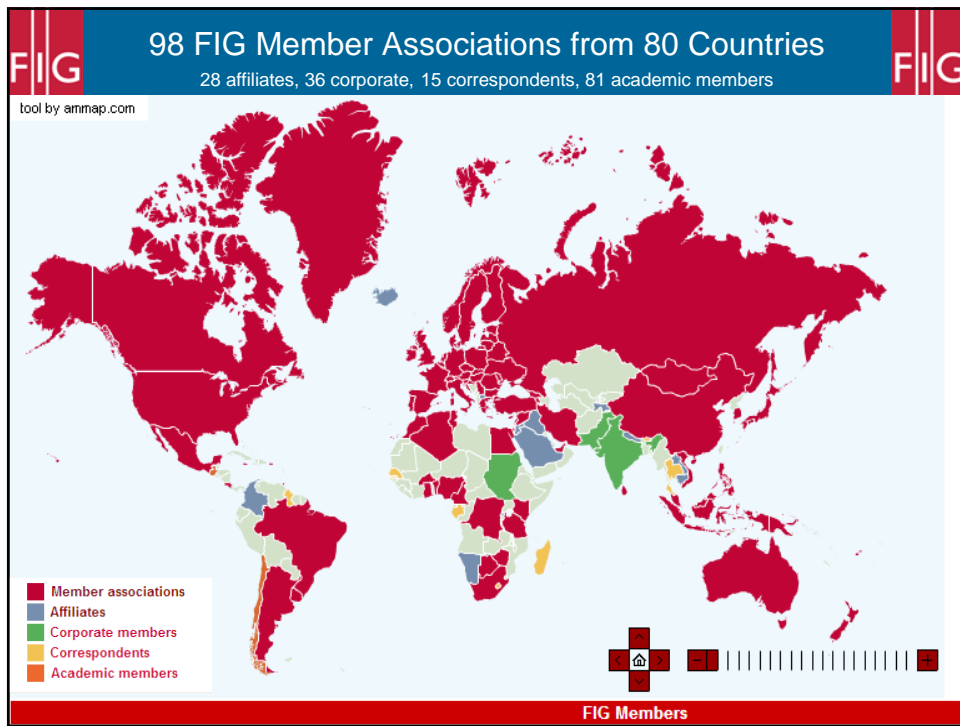 FIG
98 FIG Member Associations from 80 Countries
28 affiliates, 36 corporate, 15 correspondents, 81 academic members
FIG
tool by ammap.com
Member associations
Affiliates
Corporate members
Correspondents
Academic members
FIG Members